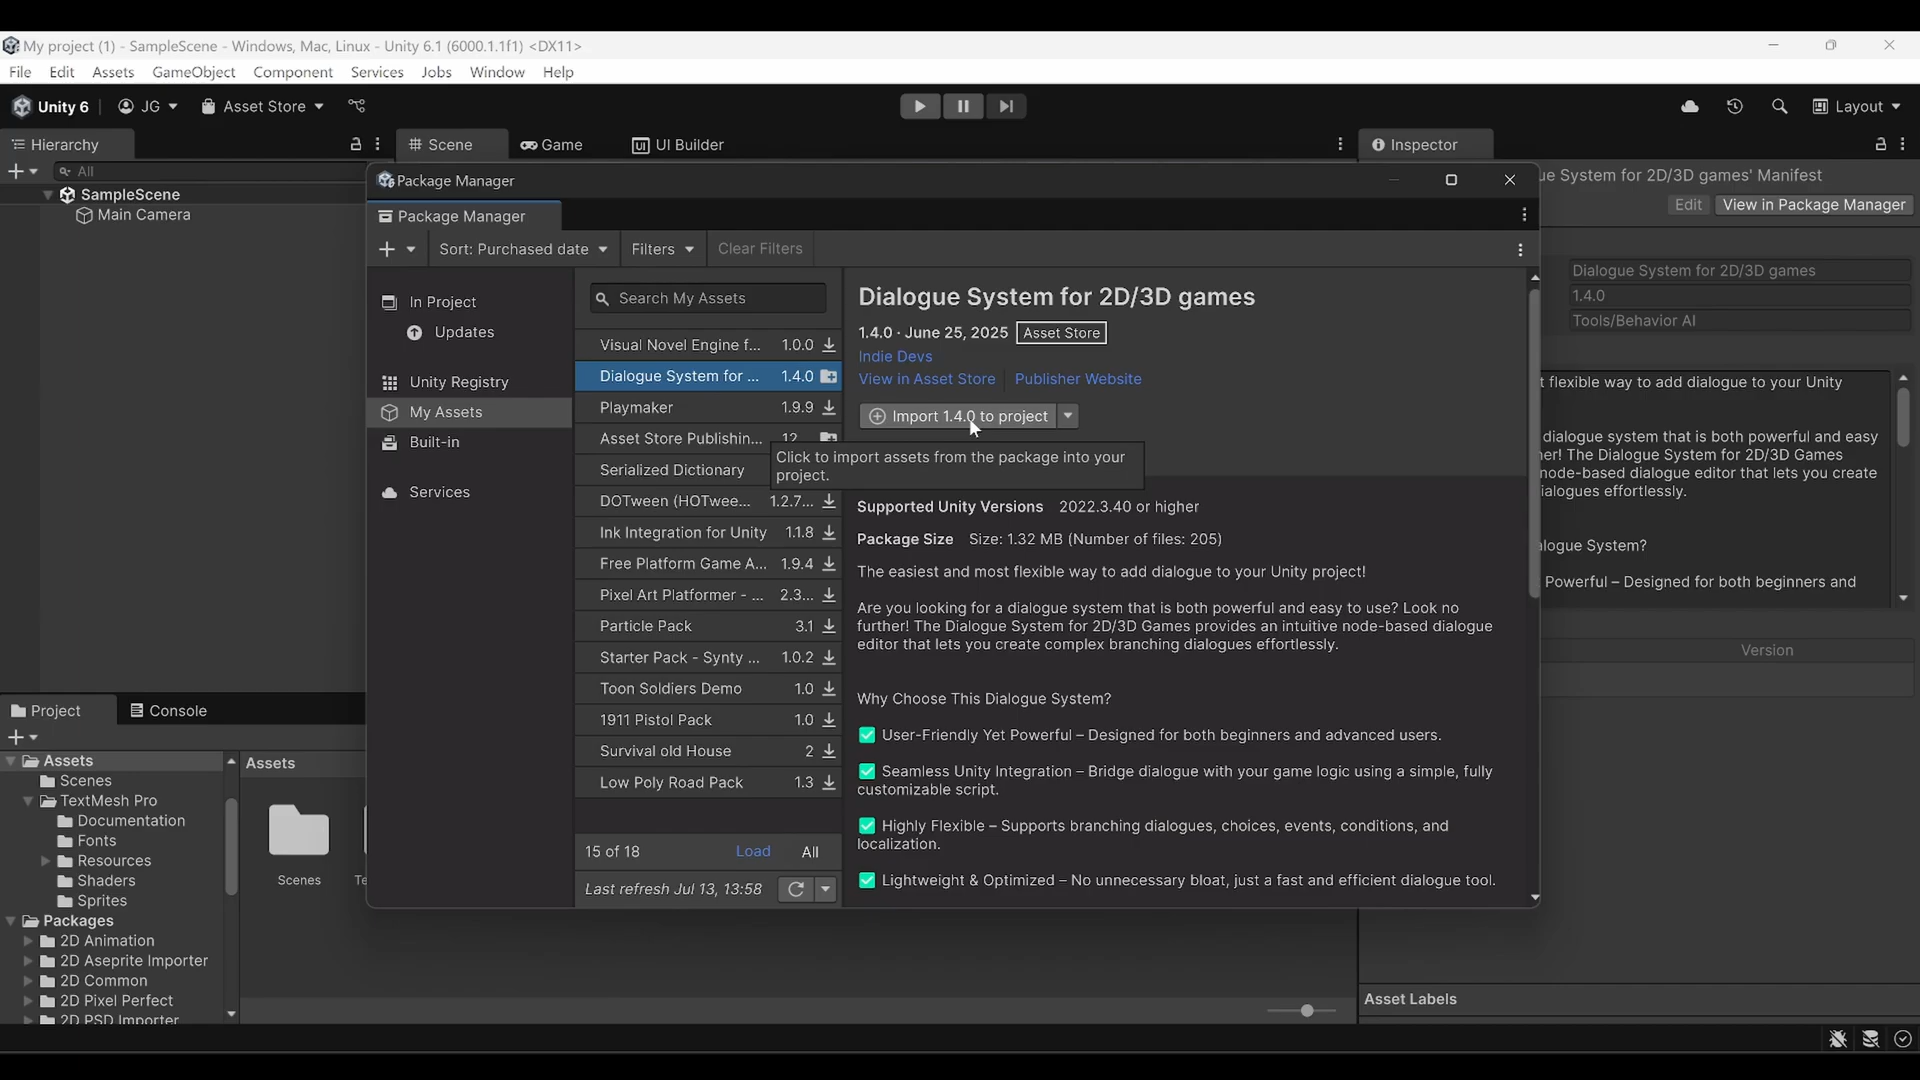 My project (1) - SampleScene - Windows, Mac, Linux - Unity 6.1 (6000.1.1f1) <DX11>
File Edit Assets GameObject Component Services Jobs Window Help
Unity 6 JG Asset Store Layout
Hierarchy
Scene Game UI Builder
Inspector
All
SampleScene
Main Camera
Package Manager
Package Manager
Sort: Purchased date Filters Clear Filters
In Project
Updates
Unity Registry
My Assets
Built-in
Services
Search My Assets
Visual Novel Engine f... 1.0.0
Dialogue System for ... 1.4.0
Playmaker 1.9.9
Asset Store Publishin... 12
Serialized Dictionary
DOTween (HOTwee... 1.2.7...
Ink Integration for Unity 1.1.8
Free Platform Game A... 1.9.4
Pixel Art Platformer - ... 2.3...
Particle Pack 3.1
Starter Pack - Synty ... 1.0.2
Toon Soldiers Demo 1.0
1911 Pistol Pack 1.0
Survival old House 2
Low Poly Road Pack 1.3
15 of 18 Load All
Last refresh Jul 13, 13:58
Dialogue System for 2D/3D games
1.4.0 · June 25, 2025 Asset Store
Indie Devs
View in Asset Store Publisher Website
Import 1.4.0 to project
Click to import assets from the package into your
project.
Supported Unity Versions 2022.3.40 or higher
Package Size Size: 1.32 MB (Number of files: 205)
The easiest and most flexible way to add dialogue to your Unity project!
Are you looking for a dialogue system that is both powerful and easy to use? Look no
further! The Dialogue System for 2D/3D Games provides an intuitive node-based dialogue
editor that lets you create complex branching dialogues effortlessly.
Why Choose This Dialogue System?
User-Friendly Yet Powerful – Designed for both beginners and advanced users.
Seamless Unity Integration – Bridge dialogue with your game logic using a simple, fully
customizable script.
Highly Flexible – Supports branching dialogues, choices, events, conditions, and
localization.
Lightweight & Optimized – No unnecessary bloat, just a fast and efficient dialogue tool.
ue System for 2D/3D games' Manifest
Edit View in Package Manager
Dialogue System for 2D/3D games
1.4.0
Tools/Behavior AI
t flexible way to add dialogue to your Unity
dialogue system that is both powerful and easy
her! The Dialogue System for 2D/3D Games
node-based dialogue editor that lets you create
ialogues effortlessly.
alogue System?
Powerful – Designed for both beginners and
Version
Asset Labels
Project Console
Assets
Scenes
TextMesh Pro
Documentation
Fonts
Resources
Shaders
Sprites
Packages
2D Animation
2D Aseprite Importer
2D Common
2D Pixel Perfect
2D PSD Importer
Assets
Scenes
Te